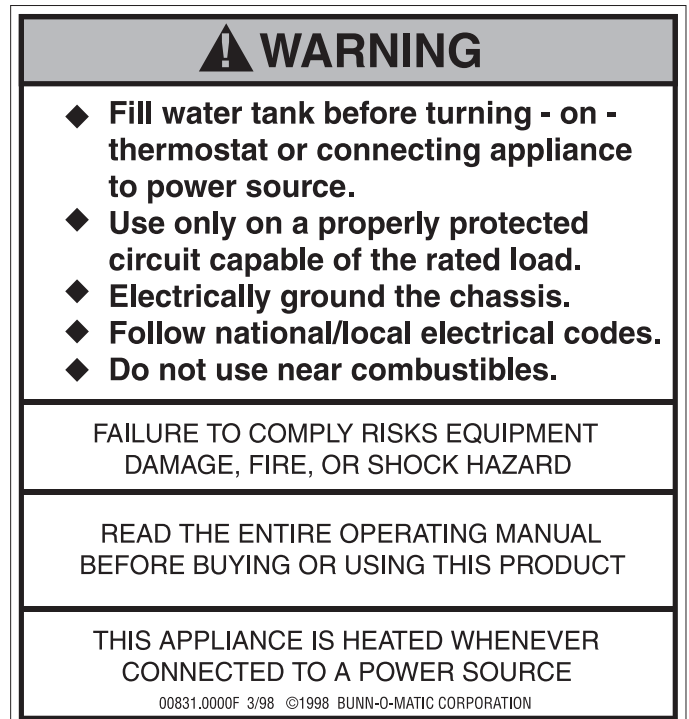 WARNING
◆ Fill water tank before turning - on -
thermostat or connecting appliance
to power source.
◆ Use only on a properly protected
circuit capable of the rated load.
◆ Electrically ground the chassis.
◆ Follow national/local electrical codes.
◆ Do not use near combustibles.
FAILURE TO COMPLY RISKS EQUIPMENT
DAMAGE, FIRE, OR SHOCK HAZARD
READ THE ENTIRE OPERATING MANUAL
BEFORE BUYING OR USING THIS PRODUCT
THIS APPLIANCE IS HEATED WHENEVER
CONNECTED TO A POWER SOURCE
00831.0000F 3/98 ©1998 BUNN-O-MATIC CORPORATION